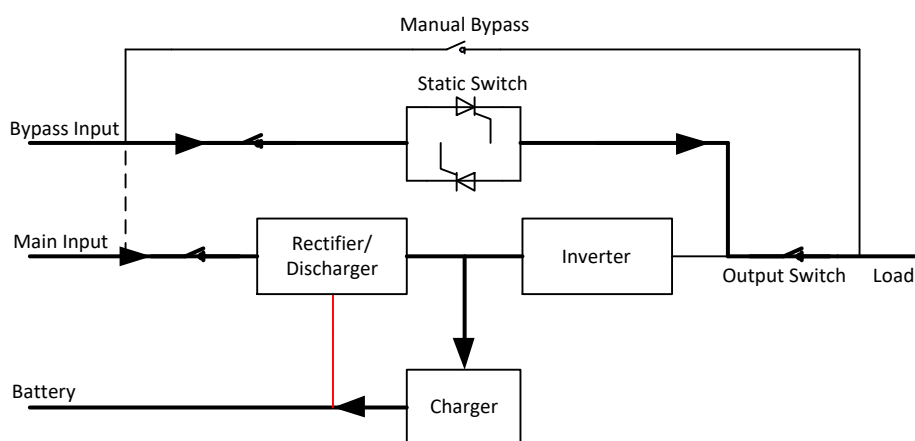 Manual Bypass
Static Switch
Bypass Input
Main Input
Rectifier/
Discharger
Inverter
Output Switch
Load
Battery
Charger